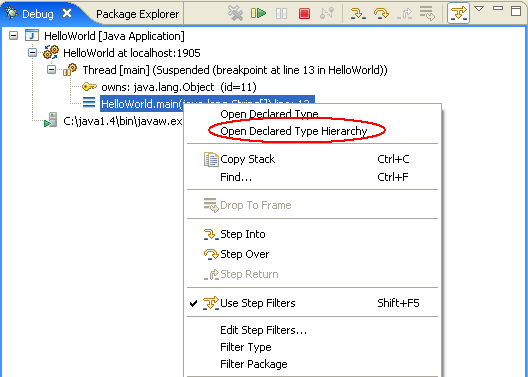 Debug Package Explorer
HelloWorld [Java Application]
HelloWorld at localhost:1905
Thread [main] (Suspended (breakpoint at line 13 in HelloWorld))
owns: java.lang.Object (id=11)
HelloWorld.main(java.lang.String[]) line: 13
C:\java1.4\bin\javaw.ex
Open Declared Type
Open Declared Type Hierarchy
Copy Stack Ctrl+C
Find... Ctrl+F
Drop To Frame
Step Into
Step Over
Step Return
Use Step Filters Shift+F5
Edit Step Filters...
Filter Type
Filter Package